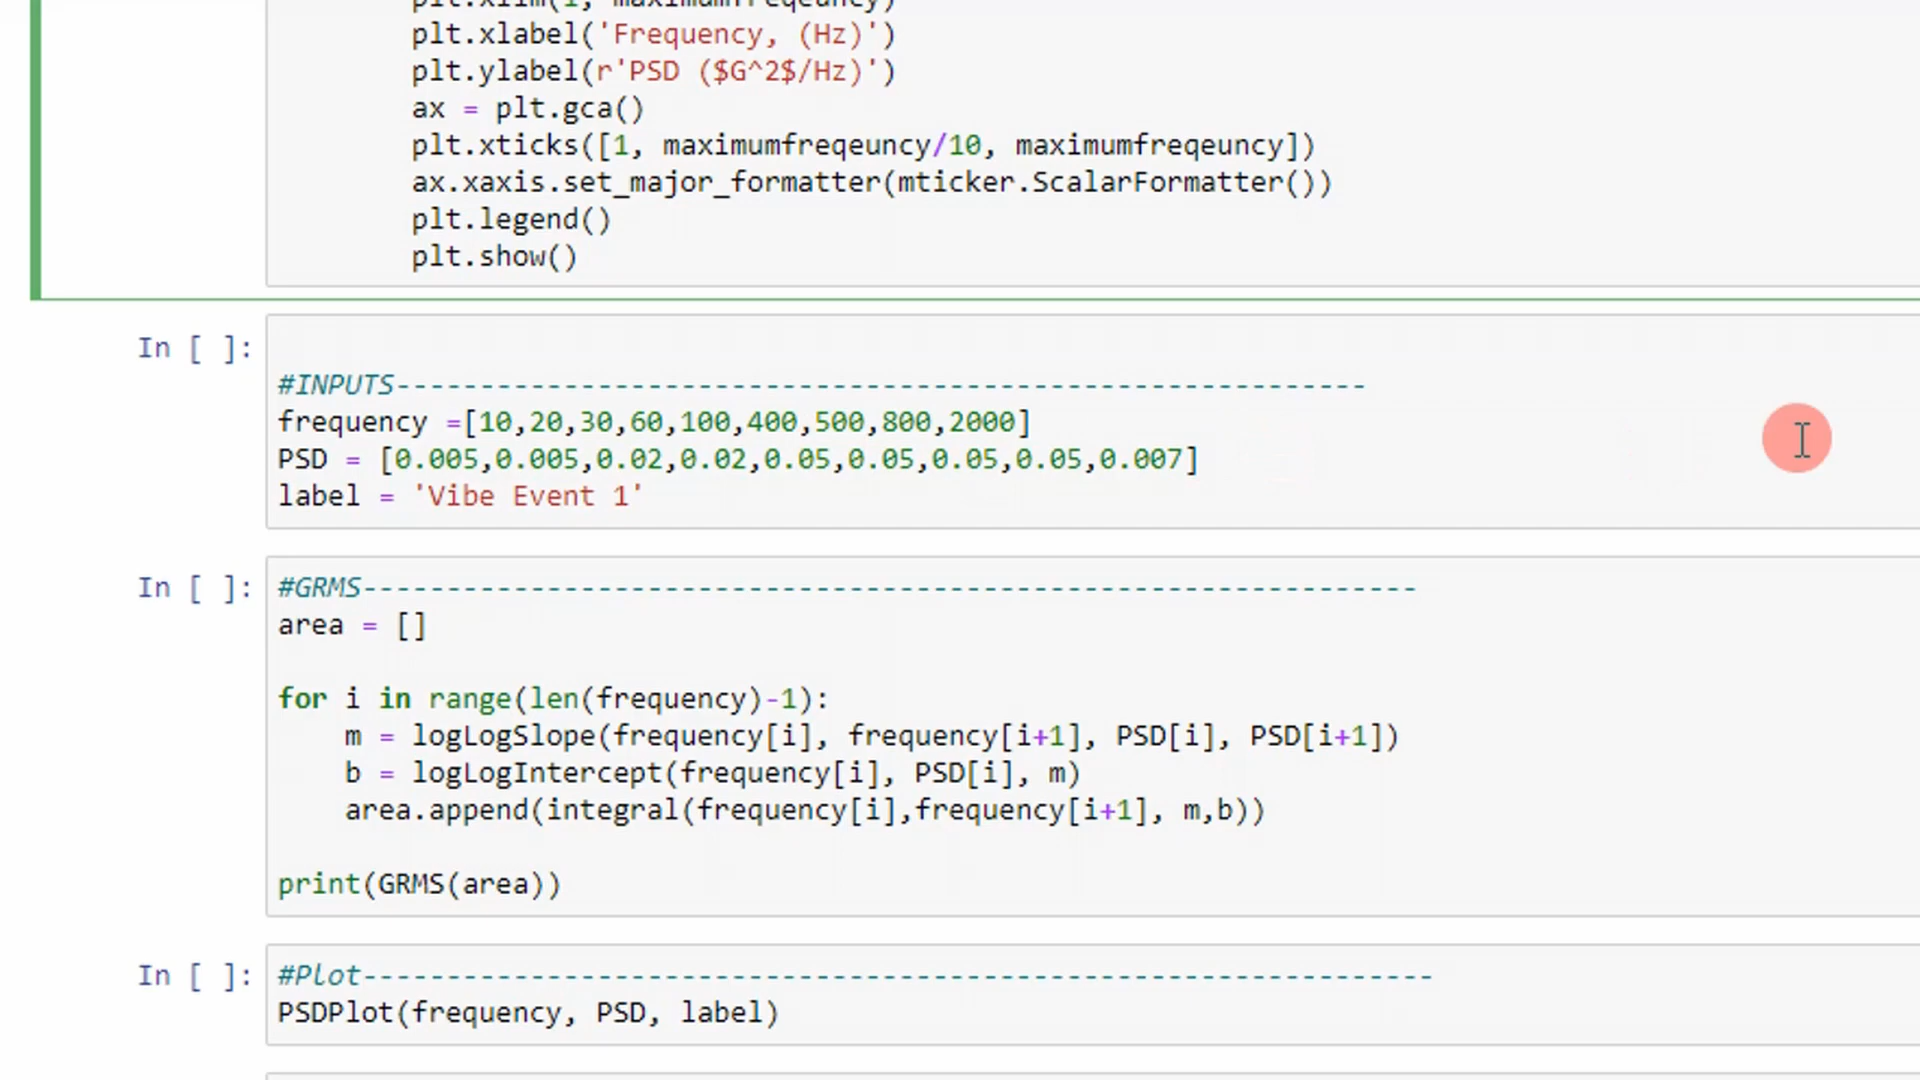 plt.xlim(1, maximumfreqeuncy)
plt.xlabel('Frequency, (Hz)')
plt.ylabel(r'PSD ($G^2$/Hz)')
ax = plt.gca()
plt.xticks([1, maximumfreqeuncy/10, maximumfreqeuncy])
ax.xaxis.set_major_formatter(mticker.ScalarFormatter())
plt.legend()
plt.show()
In [ ]:
#INPUTS----------------------------------------------------------
frequency =[10,20,30,60,100,400,500,800,2000]
PSD = [0.005,0.005,0.02,0.02,0.05,0.05,0.05,0.05,0.007]
label = 'Vibe Event 1'
In [ ]: #GRMS---------------------------------------------------------------
area = []
for i in range(len(frequency)-1):
    m = logLogSlope(frequency[i], frequency[i+1], PSD[i], PSD[i+1])
    b = logLogIntercept(frequency[i], PSD[i], m)
    area.append(integral(frequency[i],frequency[i+1], m,b))
print(GRMS(area))
In [ ]: #Plot----------------------------------------------------------------
PSDPlot(frequency, PSD, label)